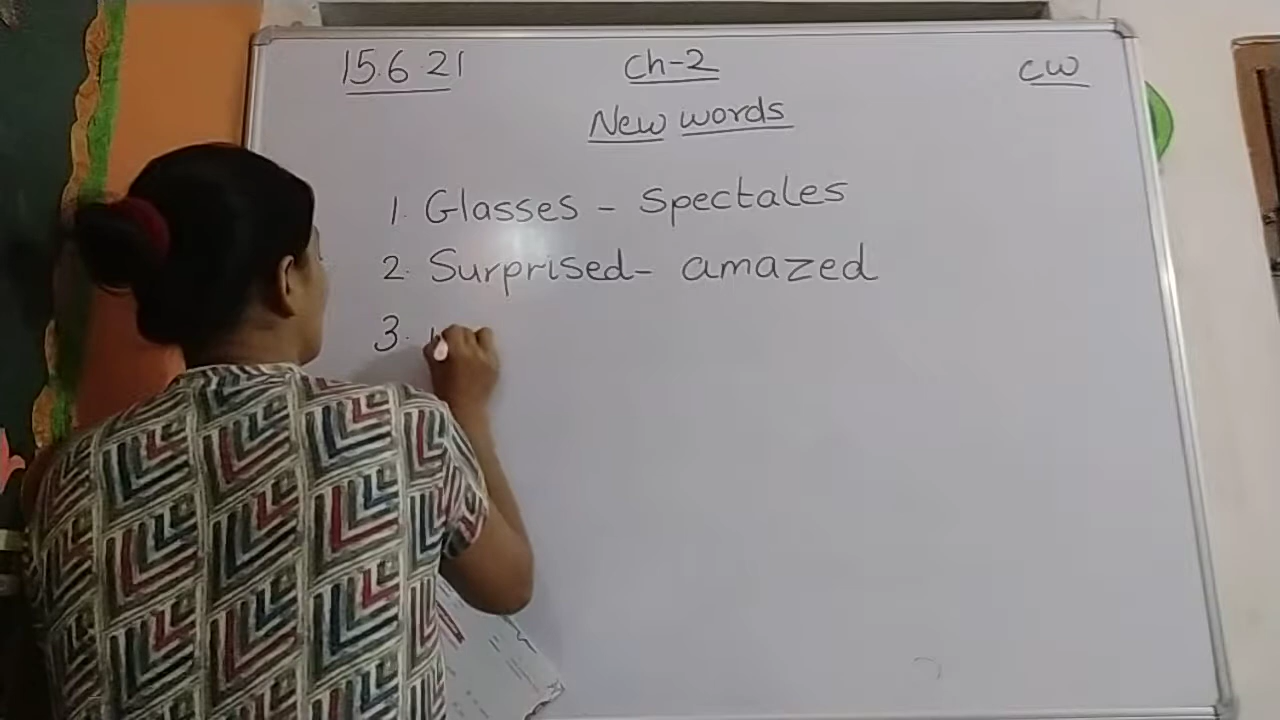 15.6.21 Ch-2 CW
New words
1. Glasses - Spectales
2. Surprised - amazed
3.